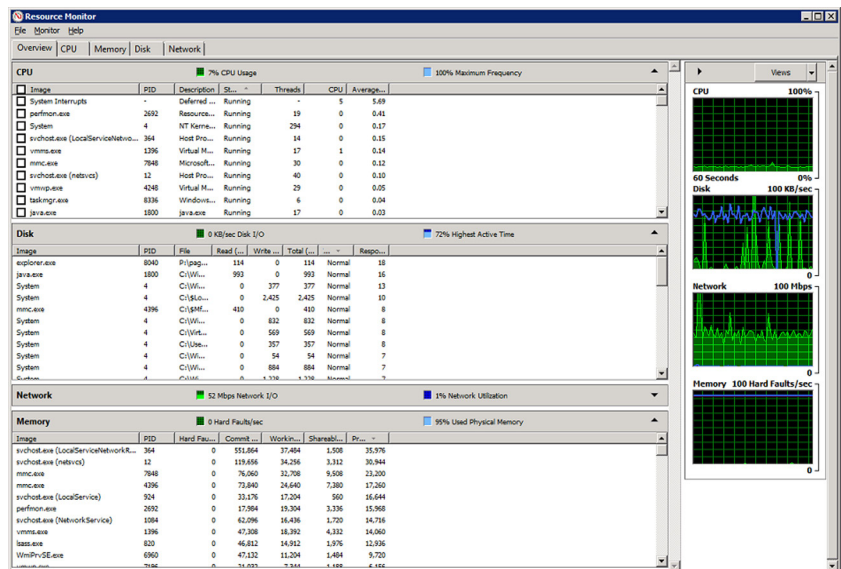 Resource Monitor
File Monitor Help
Overview CPU Memory Disk Network
CPU 7% CPU Usage 100% Maximum Frequency
Image PID Description St... Threads CPU Average...
System Interrupts - Deferred ... Running - 5 5.69
perfmon.exe 2692 Resource... Running 19 0 0.41
System 4 NT Kerne... Running 294 0 0.17
svchost.exe (LocalServiceNetwo... 364 Host Pro... Running 14 0 0.15
vmms.exe 1396 Virtual M... Running 17 1 0.14
mmc.exe 7848 Microsoft... Running 30 0 0.12
svchost.exe (netsvcs) 12 Host Pro... Running 40 0 0.10
vmwp.exe 4248 Virtual M... Running 29 0 0.05
taskmgr.exe 8336 Windows... Running 6 0 0.04
java.exe 1800 java.exe Running 17 0 0.03
Disk 0 KB/sec Disk I/O 72% Highest Active Time
Image PID File Read (... Write ... Total (... ... Respo...
explorer.exe 8040 P:\pag... 114 0 114 Normal 18
java.exe 1800 C:\Wi... 993 0 993 Normal 16
System 4 C:\Wi... 0 377 377 Normal 13
System 4 C:\$Lo... 0 2,425 2,425 Normal 10
mmc.exe 4396 C:\$Mf... 410 0 410 Normal 8
System 4 C:\Wi... 0 832 832 Normal 8
System 4 C:\Virt... 0 569 569 Normal 8
System 4 C:\Use... 0 357 357 Normal 8
System 4 C:\Wi... 0 54 54 Normal 7
System 4 C:\Wi... 0 884 884 Normal 7
System 4 C:\Wi... 0 1,228 1,228 Normal 7
Network 52 Mbps Network I/O 1% Network Utilization
Memory 0 Hard Faults/sec 95% Used Physical Memory
Image PID Hard Fau... Commit ... Workin... Shareabl... Pr...
svchost.exe (LocalServiceNetworkR... 364 0 551,864 37,484 1,508 35,976
svchost.exe (netsvcs) 12 0 119,656 34,256 3,312 30,944
mmc.exe 7848 0 76,060 32,708 9,508 23,200
mmc.exe 4396 0 73,840 24,640 7,380 17,260
svchost.exe (LocalService) 924 0 33,176 17,204 560 16,644
perfmon.exe 2692 0 17,984 19,304 3,336 15,968
svchost.exe (NetworkService) 1084 0 62,096 16,436 1,720 14,716
vmms.exe 1396 0 47,308 18,392 4,332 14,060
lsass.exe 820 0 46,812 14,912 1,976 12,936
WmiPrvSE.exe 6960 0 47,132 11,204 1,484 9,720
Views
CPU 100%
60 Seconds 0%
Disk 100 KB/sec
0
Network 100 Mbps
0
Memory 100 Hard Faults/sec
0